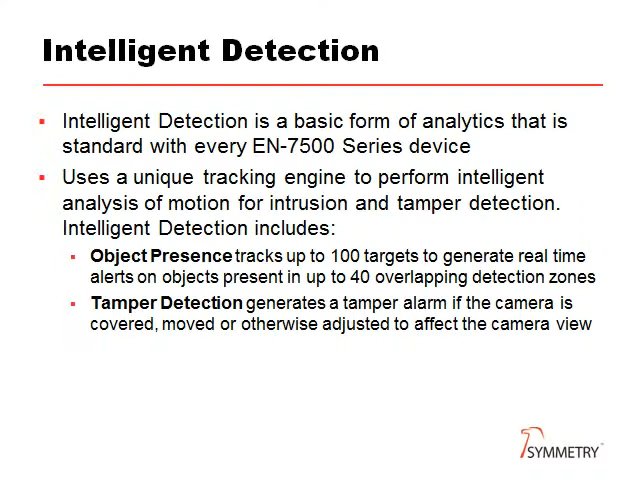 Intelligent Detection
Intelligent Detection is a basic form of analytics that is
standard with every EN-7500 Series device
Uses a unique tracking engine to perform intelligent
analysis of motion for intrusion and tamper detection.
Intelligent Detection includes:
Object Presence tracks up to 100 targets to generate real time
alerts on objects present in up to 40 overlapping detection zones
Tamper Detection generates a tamper alarm if the camera is
covered, moved or otherwise adjusted to affect the camera view
SYMMETRY™